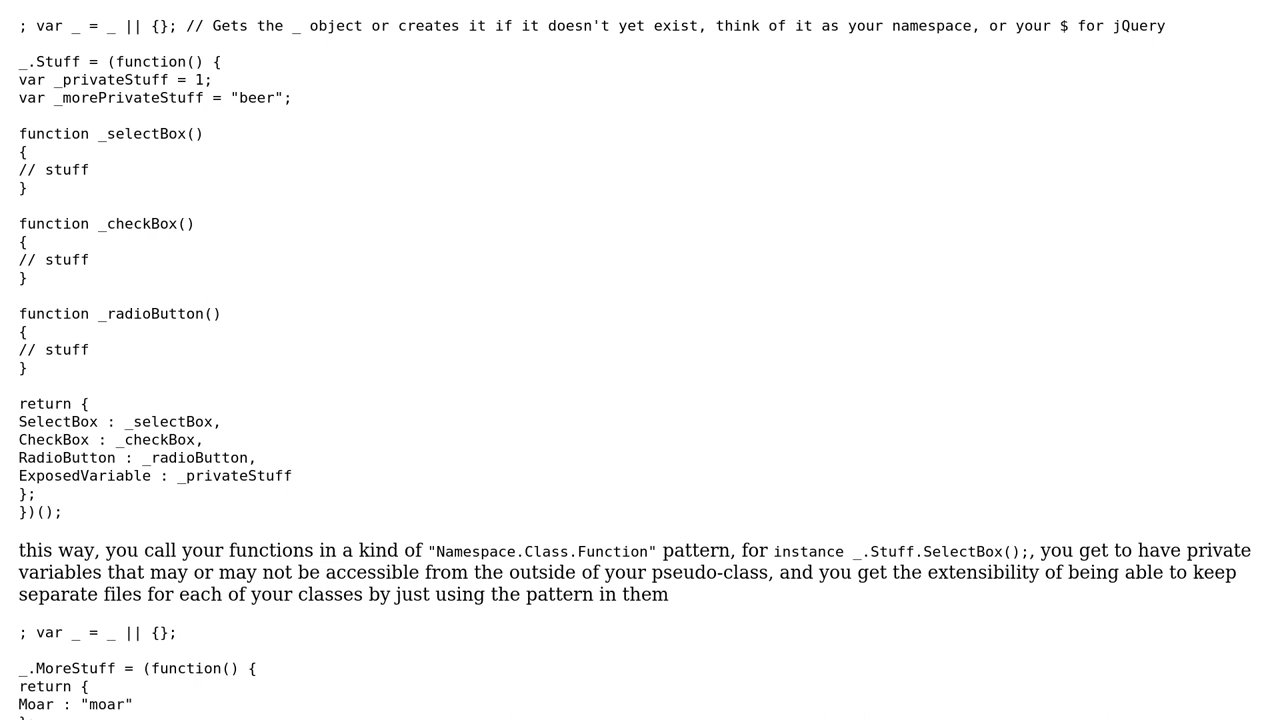 ; var _ = _ || {}; // Gets the _ object or creates it if it doesn't yet exist, think of it as your namespace, or your $ for jQuery
_.Stuff = (function() {
var _privateStuff = 1;
var _morePrivateStuff = "beer";
function _selectBox()
{
// stuff
}
function _checkBox()
{
// stuff
}
function _radioButton()
{
// stuff
}
return {
SelectBox : _selectBox,
CheckBox : _checkBox,
RadioButton : _radioButton,
ExposedVariable : _privateStuff
};
})();
this way, you call your functions in a kind of "Namespace.Class.Function" pattern, for instance _.Stuff.SelectBox();, you get to have private
variables that may or may not be accessible from the outside of your pseudo-class, and you get the extensibility of being able to keep
separate files for each of your classes by just using the pattern in them
; var _ = _ || {};
_.MoreStuff = (function() {
return {
Moar : "moar"